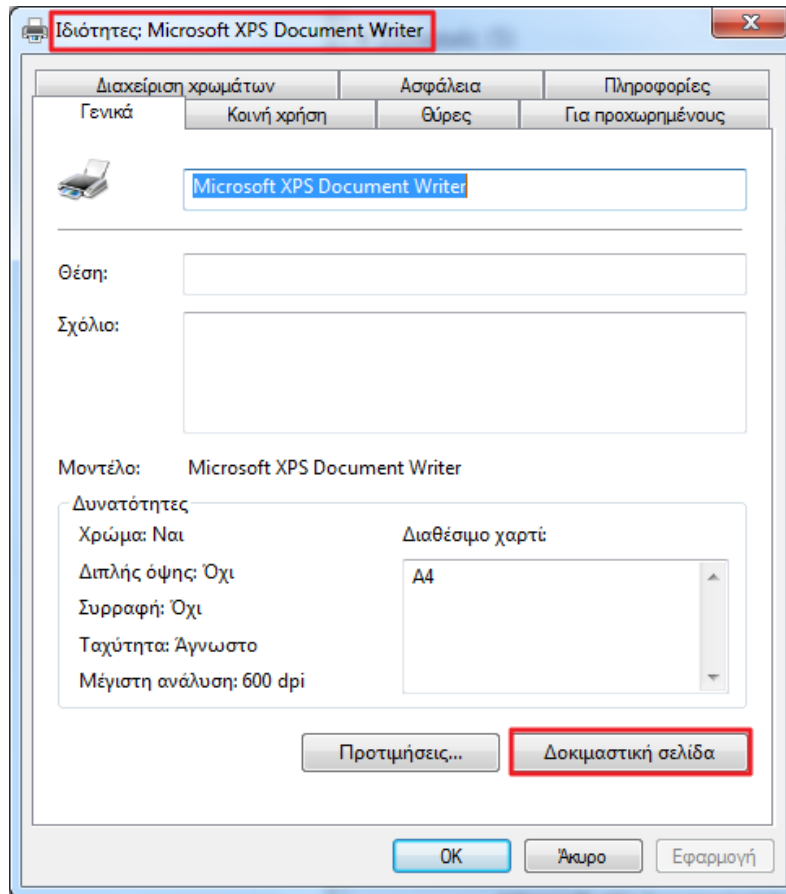 Ιδιότητες: Microsoft XPS Document Writer
Διαχείριση χρωμάτων Ασφάλεια Πληροφορίες
Γενικά Κοινή χρήση Θύρες Για προχωρημένους
Microsoft XPS Document Writer
Θέση:
Σχόλιο:
Μοντέλο: Microsoft XPS Document Writer
Δυνατότητες
Χρώμα: Ναι Διαθέσιμο χαρτί:
Διπλής όψης: Όχι A4
Συρραφή: Όχι
Ταχύτητα: Άγνωστο
Μέγιστη ανάλυση: 600 dpi
Προτιμήσεις... Δοκιμαστική σελίδα
OK Άκυρο Εφαρμογή